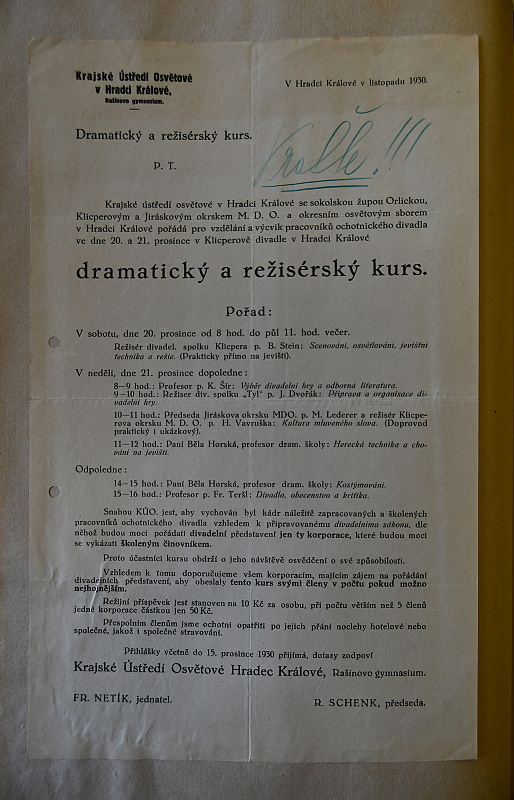 Krajské Ústředí Osvětové
v Hradci Králové,
Rašínovo gymnasium.
V Hradci Králové v listopadu 1930.
Dramatický a režisérský kurs.
P. T.
Krajské ústředí osvětové v Hradci Králové se sokolskou župou Orlickou,
Klicperovým a Jiráskovým okrskem M. D. O. a okresním osvětovým sborem
v Hradci Králové pořádá pro vzdělání a výcvik pracovníků ochotnického divadla
ve dne 20. a 21. prosince v Klicperově divadle v Hradci Králové
dramatický a režisérský kurs.
Pořad:
V sobotu, dne 20. prosince od 8 hod. do půl 11. hod. večer.
Režisér divadel. spolku Klicpera p. B. Stein: Scenování, osvětlování, jevištní
technika a režie. (Prakticky přímo na jevišti).
V neděli, dne 21. prosince dopoledne:
8—9 hod.: Profesor p. K. Šír: Výběr divadelní hry a odborná literatura.
9—10 hod.: Režiser div. spolku „Tyl" p. J. Dvořák: Příprava a organisace di-
vadelní hry.
10—11 hod.: Předseda Jiráskova okrsku MDO. p. M. Lederer a režisér Klicpe-
rova okrsku M. D. O. p. H. Vavruška: Kultura mluveného slova. (Doprovod
praktický i ukázkový).
11—12 hod.: Paní Běla Horská, profesor dram. školy: Herecká technika a cho-
vání na jevišti.
Odpoledne:
14—15 hod.: Paní Běla Horská, profesor dram. školy: Kostýmování.
15—16 hod.: Profesor p. Fr. Teršl: Divadlo, obecenstvo a kritika.
Snahou KÚO. jest, aby vychován byl kádr náležitě zapracovaných a školených
pracovníků ochotnického divadla vzhledem k připravovanému divadelnímu zákonu, dle
něhož budou moci pořádati divadelní představení jen ty korporace, které budou moci
se vykázati školeným činovníkem.
Proto účastníci kursu obdrží o jeho návštěvě osvědčení o své způsobilosti.
Vzhledem k tomu doporučujeme všem korporacím, majícím zájem na pořádání
divadelních představení, aby obeslaly tento kurs svými členy v počtu pokud možno
nejhojnějším.
Režijní příspěvek jest stanoven na 10 Kč za osobu, při počtu větším než 5 členů
jedné korporace částkou jen 50 Kč.
Přespolním členům jsme ochotni opatřiti po jejich přání noclehy hotelové nebo
společné, jakož i společné stravování.
Přihlášky včetně do 15. prosince 1930 přijímá, dotazy zodpoví
Krajské Ústředí Osvětové Hradec Králové, Rašínovo gymnasium.
FR. NETÍK, jednatel.
R. SCHENK, předseda.